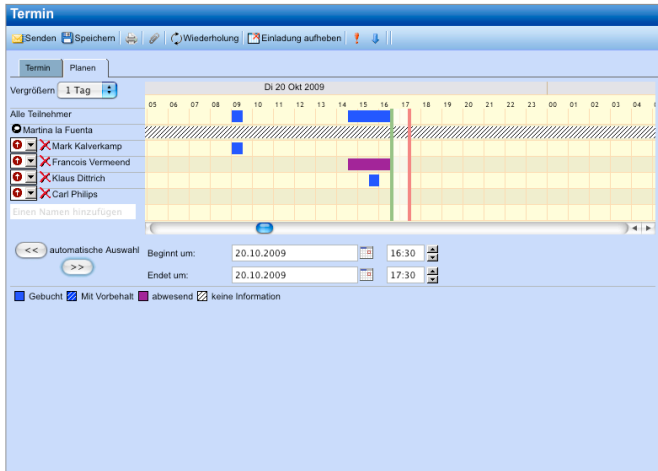 Termin
Senden Speichern Wiederholung Einladung aufheben
Termin Planen
Vergrößern 1 Tag Di 20 Okt 2009
05 06 07 08 09 10 11 12 13 14 15 16 17 18 19 20 21 22 23 00 01 02 03 04
Alle Teilnehmer
Martina la Fuenta
Mark Kalverkamp
Francois Vermeend
Klaus Dittrich
Carl Philips
Einen Namen hinzufügen
<< automatische Auswahl Beginnt um: 20.10.2009 16:30
>>
Endet um: 20.10.2009 17:30
Gebucht Mit Vorbehalt abwesend keine Information